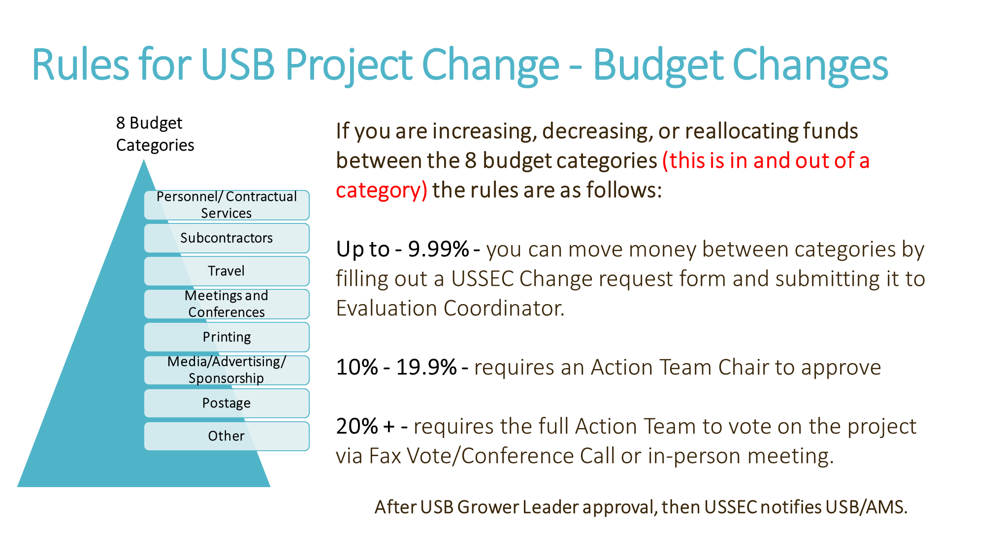 Rules for USB Project Change - Budget Changes
8 Budget
Categories
Personnel/ Contractual
Services
Subcontractors
Travel
Meetings and
Conferences
Printing
Media/Advertising/
Sponsorship
Postage
Other
If you are increasing, decreasing, or reallocating funds
between the 8 budget categories (this is in and out of a
category) the rules are as follows:
Up to - 9.99% - you can move money between categories by
filling out a USSEC Change request form and submitting it to
Evaluation Coordinator.
10% - 19.9% - requires an Action Team Chair to approve
20% + - requires the full Action Team to vote on the project
via Fax Vote/Conference Call or in-person meeting.
After USB Grower Leader approval, then USSEC notifies USB/AMS.